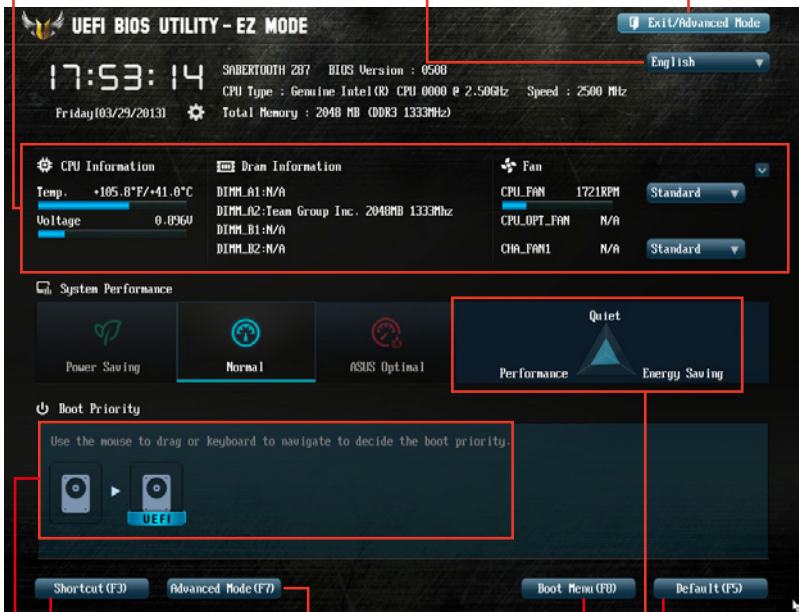 UEFI BIOS UTILITY – EZ MODE
Exit/Advanced Mode
English
17:53:14
Friday[03/29/2013]
SABERTOOTH Z87 BIOS Version : 0508
CPU Type : Genuine Intel(R) CPU 0000 @ 2.50GHz Speed : 2500 MHz
Total Memory : 2048 MB (DDR3 1333MHz)
CPU Information
Temp. +105.8°F/+41.0°C
Voltage 0.896V
Dram Information
DIMM_A1:N/A
DIMM_A2:Team Group Inc. 2048MB 1333Mhz
DIMM_B1:N/A
DIMM_B2:N/A
Fan
CPU_FAN 1721RPM Standard
CPU_OPT_FAN N/A
CHA_FAN1 N/A Standard
System Performance
Power Saving
Normal
ASUS Optimal
Quiet
Performance
Energy Saving
Boot Priority
Use the mouse to drag or keyboard to navigate to decide the boot priority.
UEFI
Shortcut(F3)
Advanced Mode(F7)
Boot Menu(F8)
Default(F5)